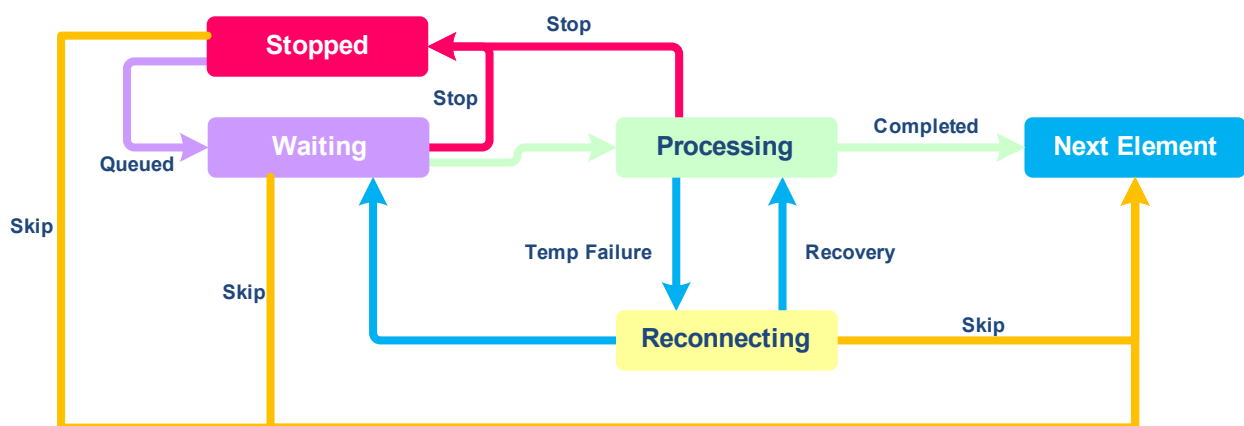 Stop
Stopped
Stop
Waiting
Queued
Processing
Completed
Next Element
Skip
Temp Failure
Recovery
Skip
Reconnecting
Skip